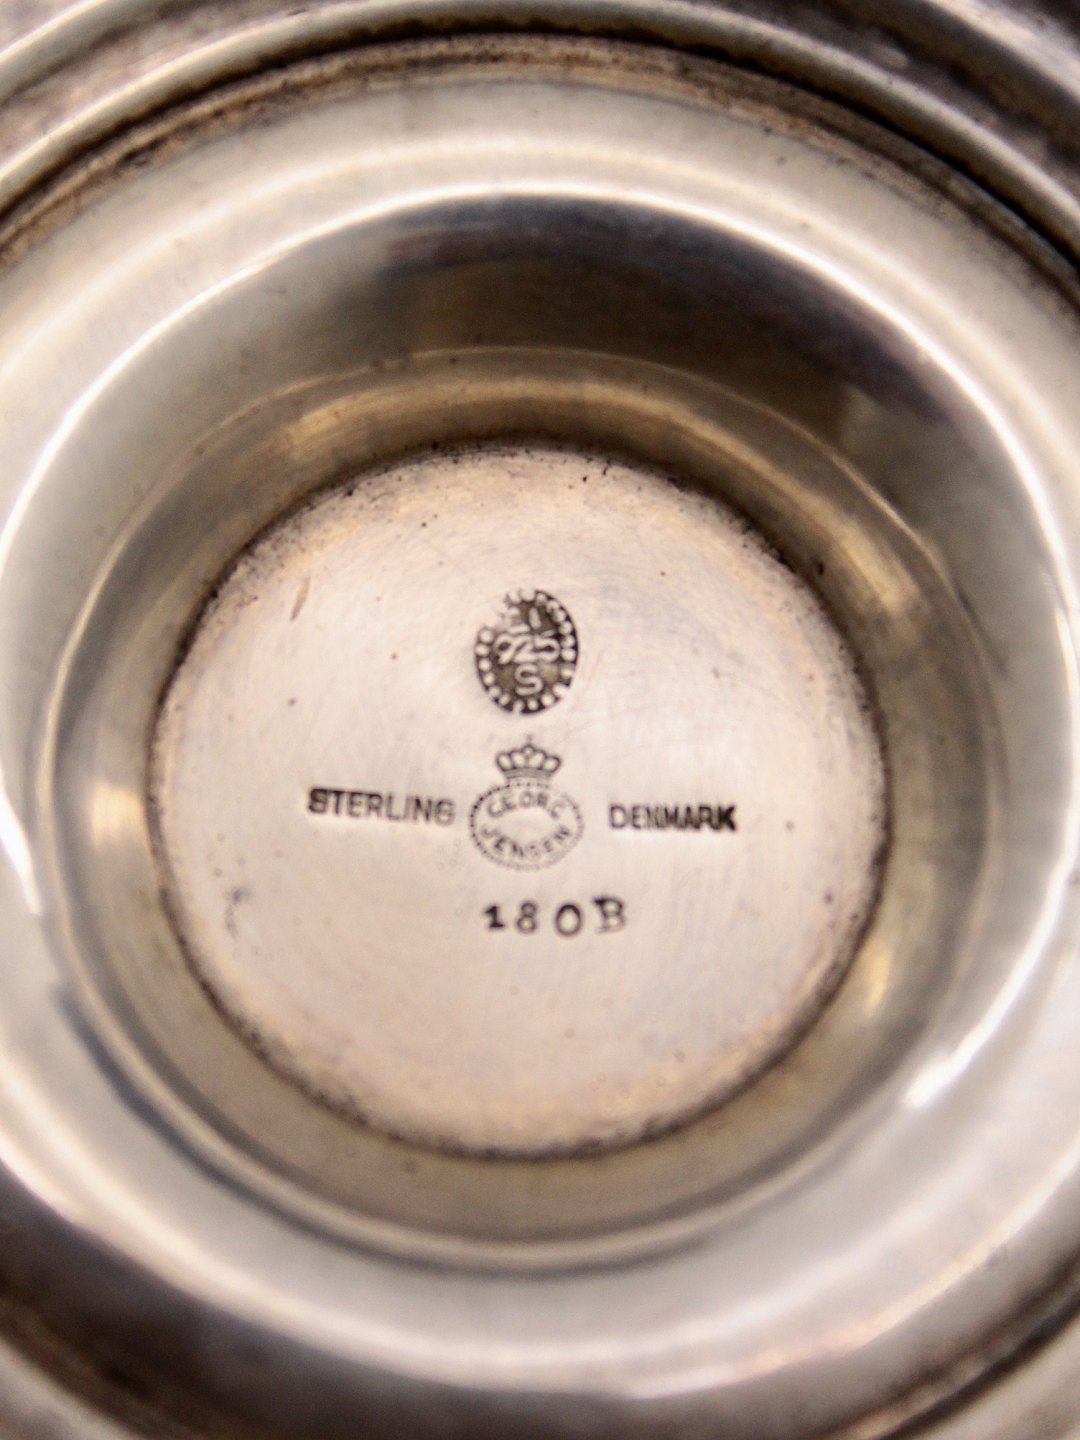 925
S
GEORG
JENSEN
STERLING
DENMARK
180B